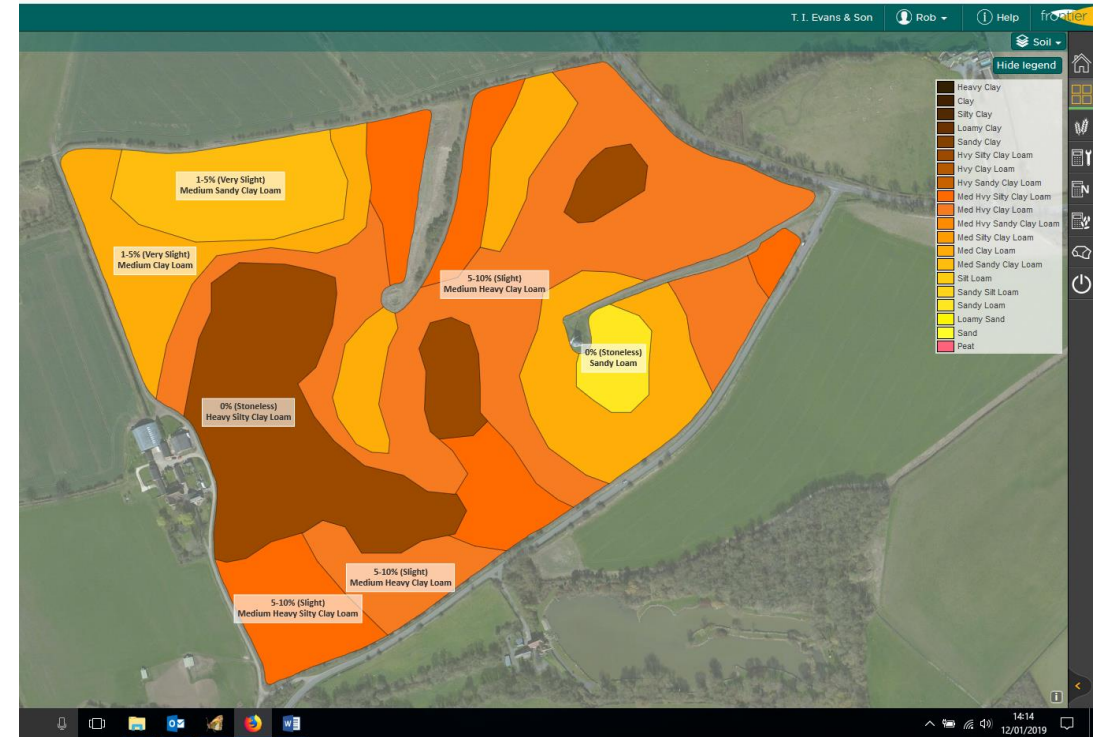 T. I. Evans & Son
Rob
Help
frontier
Soil
Hide legend
Heavy Clay
Clay
Silty Clay
Loamy Clay
Sandy Clay
Hvy Silty Clay Loam
Hvy Clay Loam
Hvy Sandy Clay Loam
Med Hvy Silty Clay Loam
Med Hvy Clay Loam
Med Hvy Sandy Clay Loam
Med Silty Clay Loam
Med Clay Loam
Med Sandy Clay Loam
Silt Loam
Sandy Silt Loam
Sandy Loam
Loamy Sand
Sand
Peat
N
1-5% (Very Slight)
Medium Sandy Clay Loam
1-5% (Very Slight)
Medium Clay Loam
5-10% (Slight)
Medium Heavy Clay Loam
0% (Stoneless)
Sandy Loam
0% (Stoneless)
Heavy Silty Clay Loam
5-10% (Slight)
Medium Heavy Clay Loam
5-10% (Slight)
Medium Heavy Silty Clay Loam
14:14
12/01/2019